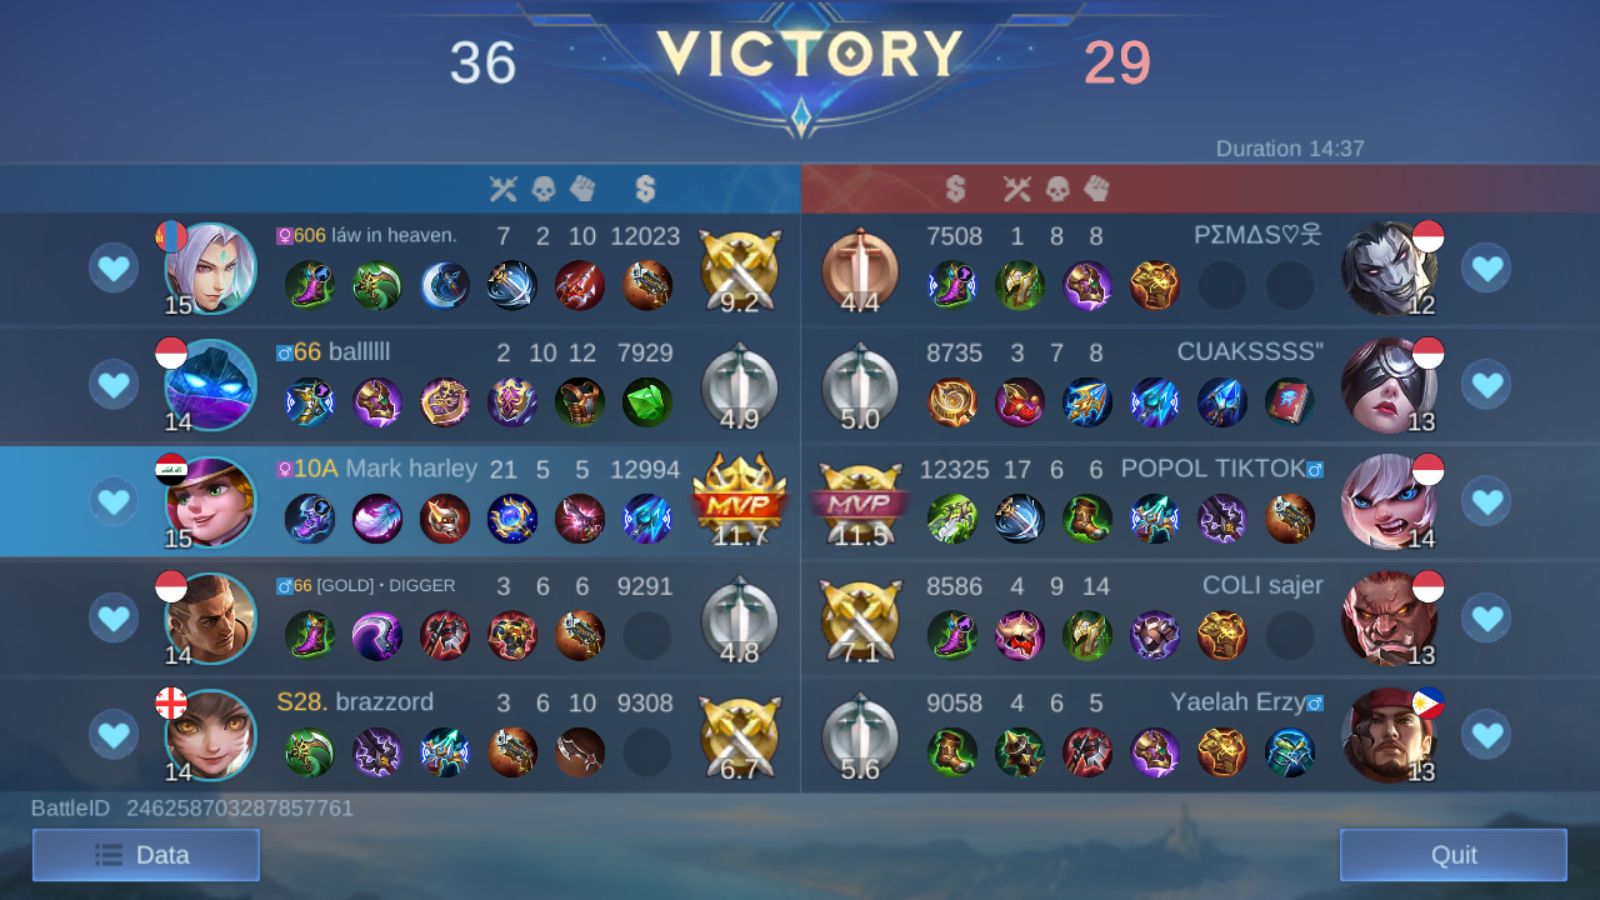 36 VICTORY 29
Duration 14:37
606 láw in heaven. 7 2 10 12023
15 9.2
7508 1 8 8 PΣMΔS♡웃
4.4 12
66 ballllll 2 10 12 7929
14 4.9
8735 3 7 8 CUAKSSSS"
5.0 13
10A Mark harley 21 5 5 12994
MVP
15 11.7
12325 17 6 6 POPOL TIKTOK
MVP
11.5 14
66 [GOLD] • DIGGER 3 6 6 9291
14 4.8
8586 4 9 14 COLI sajer
7.1 13
S28. brazzord 3 6 10 9308
14 6.7
9058 4 6 5 Yaelah Erzy
5.6 13
BattleID 246258703287857761
Data
Quit